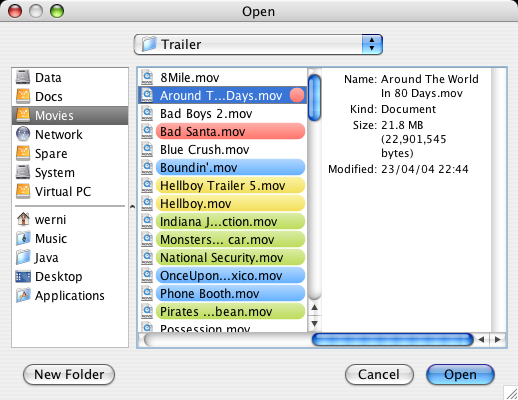 Open
Trailer
Data
Docs
Movies
Network
Spare
System
Virtual PC
werni
Music
Java
Desktop
Applications
8Mile.mov
Around T...Days.mov
Bad Boys 2.mov
Bad Santa.mov
Blue Crush.mov
Boundin'.mov
Hellboy Trailer 5.mov
Hellboy.mov
Indiana J...ction.mov
Monsters... car.mov
National Security.mov
OnceUpon...xico.mov
Phone Booth.mov
Pirates ...bean.mov
Possession.mov
Name: Around The World
In 80 Days.mov
Kind: Document
Size: 21.8 MB
(22,901,545
bytes)
Modified: 23/04/04 22:44
New Folder
Cancel
Open